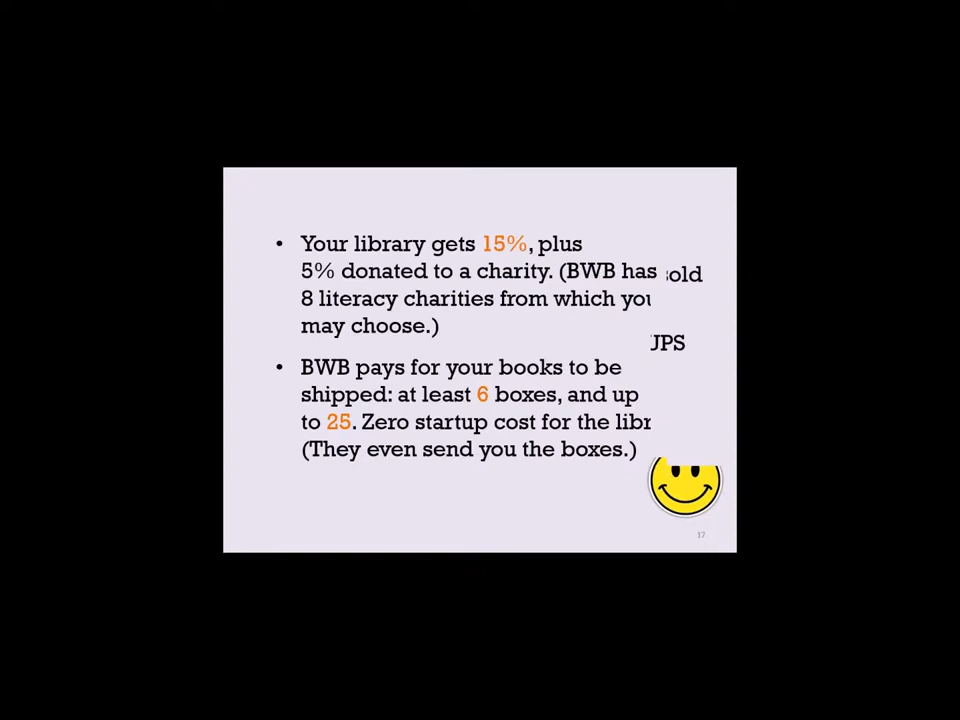 • Your library gets 15%, plus
5% donated to a charity. (BWB has
8 literacy charities from which you
may choose.)
• BWB pays for your books to be
shipped: at least 6 boxes, and up
to 25. Zero startup cost for the libr
(They even send you the boxes.)
17